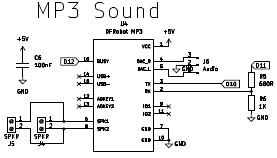 MP3 Sound
U4
DFRobot MP3
+5V
+5V
C6
100nF
GND
D12
BUSY
USB+
USB-
ADKEY1
ADKEY2
SPK1
SPK2
VCC
DAC_R
DAC_L
TX
RX
IO1
IO2
GND
GND
GND
J6
Audio
GND
D10
D11
R5
680R
R6
1K
GND
SPKR
J5
SPKR
J4